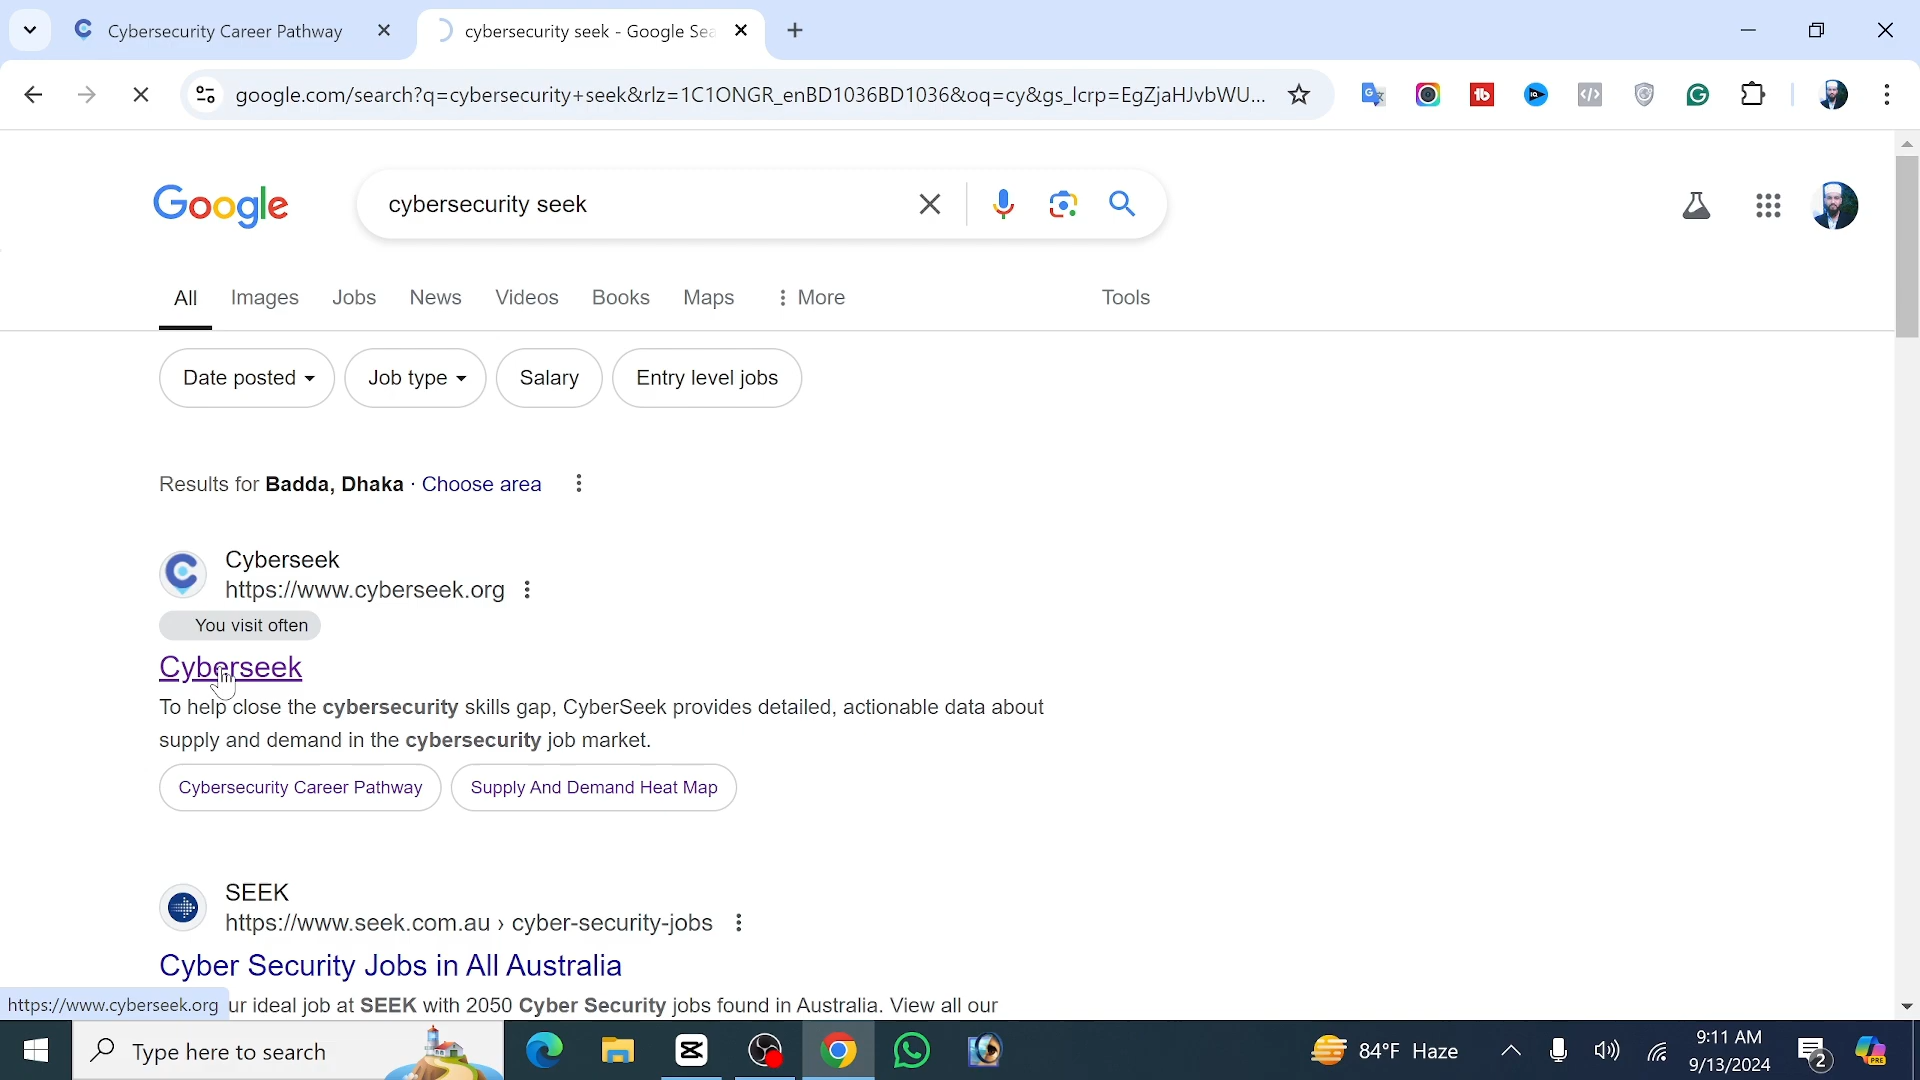 Cybersecurity Career Pathway
cybersecurity seek - Google Sea
google.com/search?q=cybersecurity+seek&rlz=1C1ONGR_enBD1036BD1036&oq=cy&gs_lcrp=EgZjaHJvbWU...
Google
cybersecurity seek
All Images Jobs News Videos Books Maps More Tools
Date posted Job type Salary Entry level jobs
Results for Badda, Dhaka · Choose area
Cyberseek
https://www.cyberseek.org
You visit often
Cyberseek
To help close the cybersecurity skills gap, CyberSeek provides detailed, actionable data about
supply and demand in the cybersecurity job market.
Cybersecurity Career Pathway Supply And Demand Heat Map
SEEK
https://www.seek.com.au › cyber-security-jobs
Cyber Security Jobs in All Australia
https://www.cyberseek.org ur ideal job at SEEK with 2050 Cyber Security jobs found in Australia. View all our
Type here to search
84°F Haze
9:11 AM
9/13/2024
2